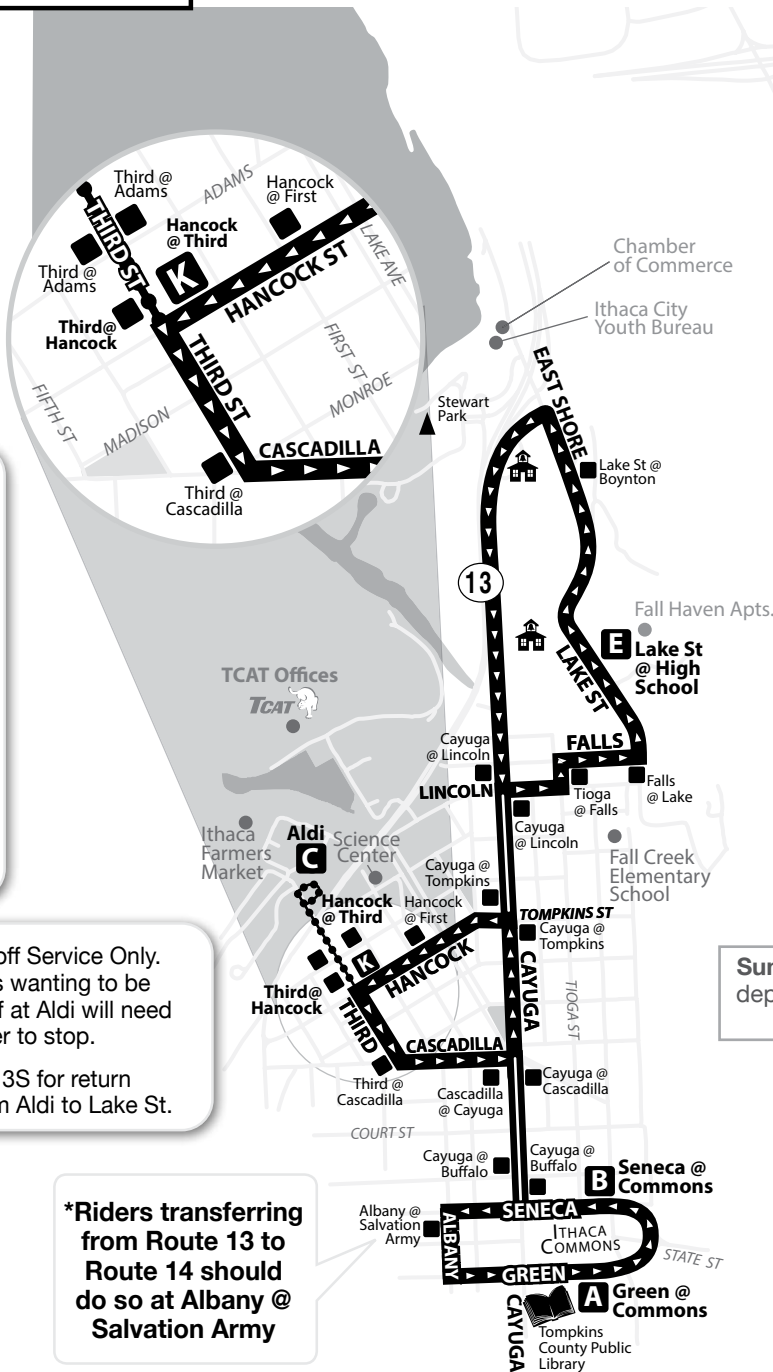 Third @
Adams
ADAMS
Hancock
@ First
Hancock
@ Third
THIRD ST
K
LAKE AVE
Third @
Adams
HANCOCK ST
Third@
Hancock
THIRD ST
FIRST ST
FIFTH ST
MADISON
MONROE
CASCADILLA
Third @
Cascadilla
Chamber
of Commerce
Ithaca City
Youth Bureau
EAST SHORE
Stewart
Park
Lake St @
Boynton
13
Fall Haven Apts.
E
Lake St
@ High
School
LAKE ST
TCAT Offices
TCAT
Cayuga
@ Lincoln
FALLS
LINCOLN
Tioga
@ Falls
Falls
@ Lake
Cayuga
@ Lincoln
Ithaca
Farmers
Market
Aldi
C
Science
Center
Fall Creek
Elementary
School
Cayuga @
Tompkins
Hancock
@ Third
Hancock
@ First
TOMPKINS ST
Cayuga @
Tompkins
K
HANCOCK
CAYUGA
TIOGA ST
Third@
Hancock
THIRD
CASCADILLA
Third @
Cascadilla
Cascadilla
@ Cayuga
Cayuga @
Cascadilla
off Service Only.
s wanting to be
f at Aldi will need
er to stop.
3S for return
m Aldi to Lake St.
Sun
dep
COURT ST
Cayuga @
Buffalo
Cayuga @
Buffalo
B
Seneca @
Commons
SENECA
Albany @
Salvation
Army
ALBANY
ITHACA
COMMONS
STATE ST
GREEN
A
Green @
Commons
CAYUGA
Tompkins
County Public
Library
*Riders transferring
from Route 13 to
Route 14 should
do so at Albany @
Salvation Army